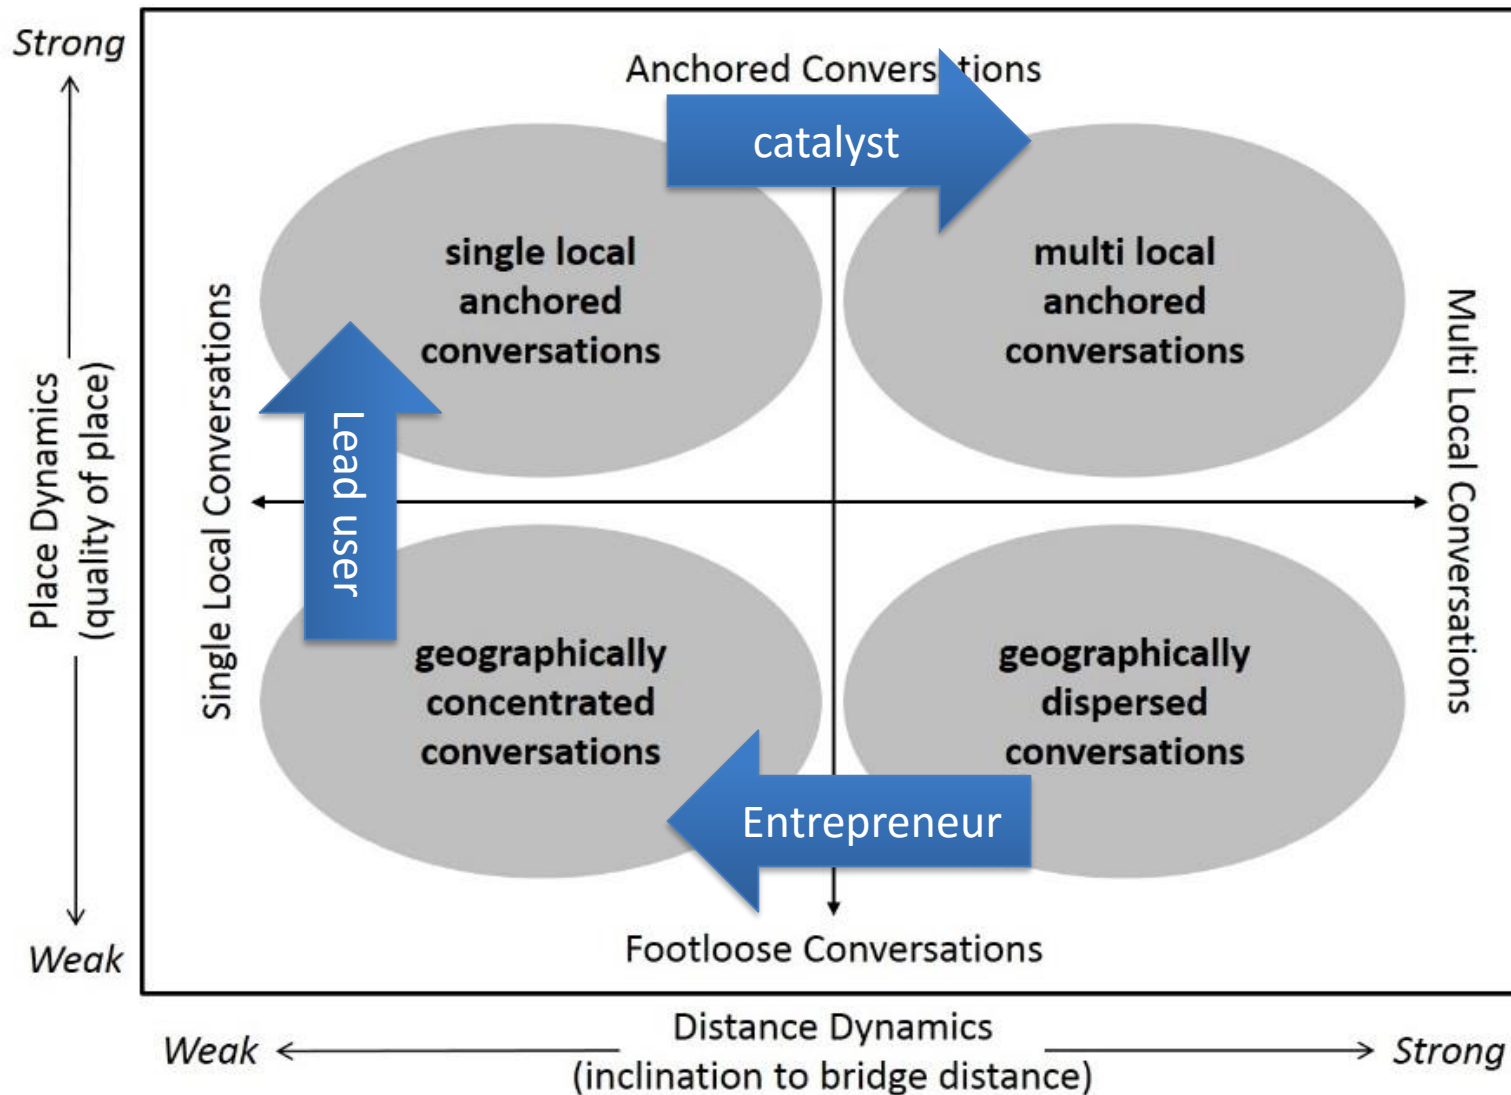 Strong
Anchored Conversations
catalyst
single local
anchored
conversations
multi local
anchored
conversations
Place Dynamics
(quality of place)
Single Local Conversations
Lead user
Multi Local Conversations
geographically
concentrated
conversations
geographically
dispersed
conversations
Entrepreneur
Footloose Conversations
Weak
Weak
Distance Dynamics
(inclination to bridge distance)
Strong